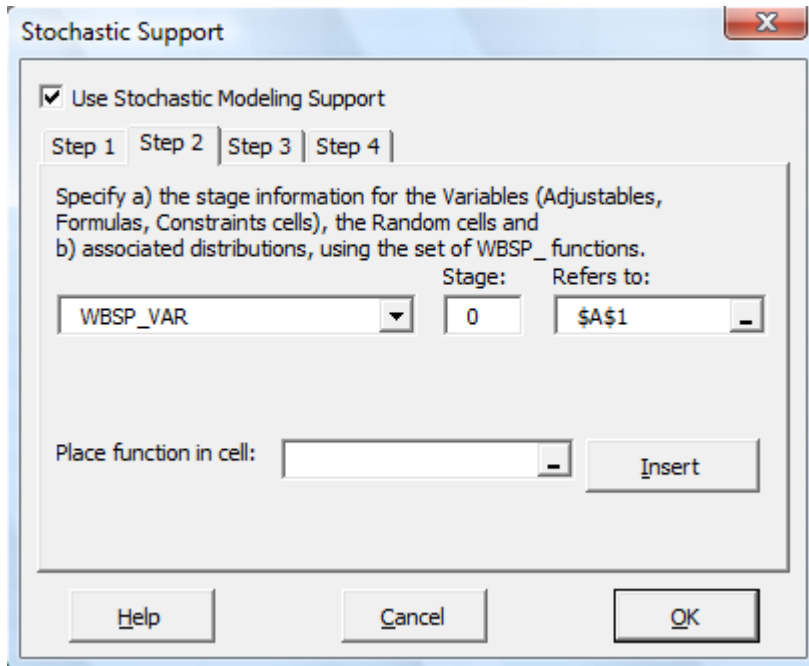 Stochastic Support
Use Stochastic Modeling Support
Step 1 Step 2 Step 3 Step 4
Specify a) the stage information for the Variables (Adjustables,
Formulas, Constraints cells), the Random cells and
b) associated distributions, using the set of WBSP_ functions.
Stage: Refers to:
WBSP_VAR 0 $A$1
Place function in cell: Insert
Help Cancel OK